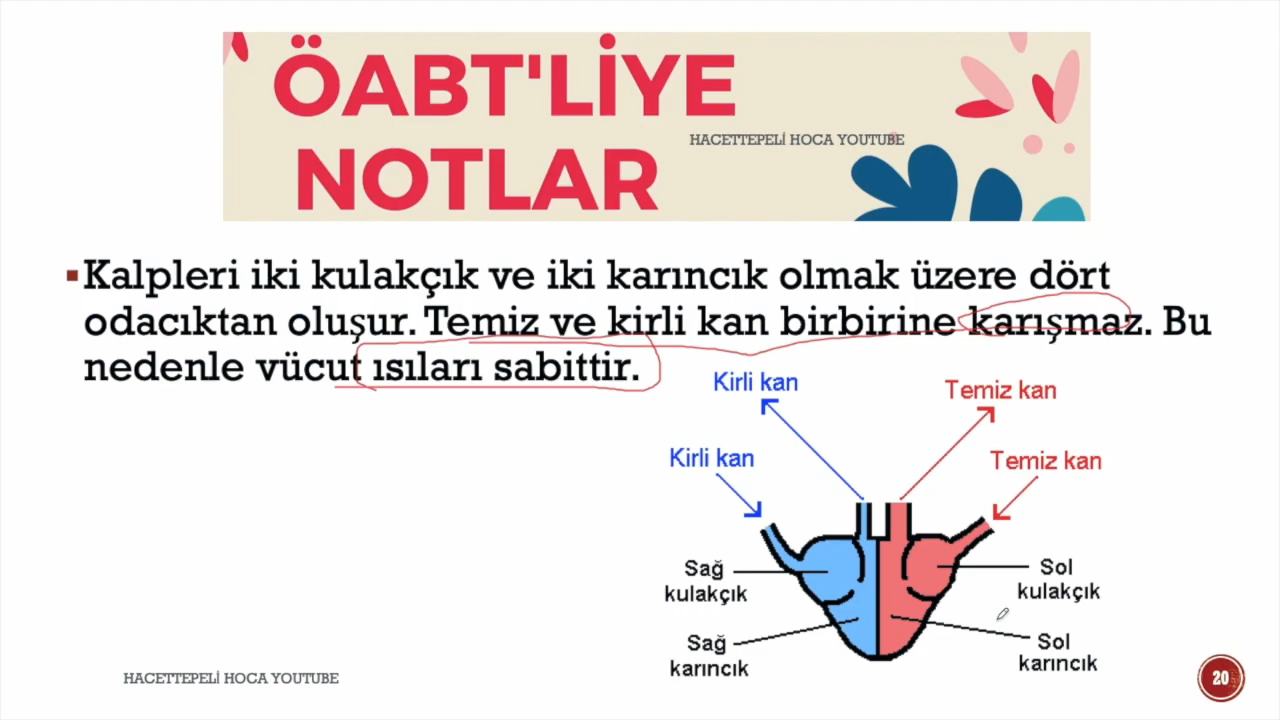 ÖABT'LİYE
NOTLAR
HACETTEPELİ HOCA YOUTUBE
Kalpleri iki kulakçık ve iki karıncık olmak üzere dört
odacıktan oluşur. Temiz ve kirli kan birbirine karışmaz. Bu
nedenle vücut ısıları sabittir.
Kirli kan
Temiz kan
Kirli kan
Temiz kan
Sağ
kulakçık
Sol
kulakçık
Sağ
karıncık
Sol
karıncık
HACETTEPELİ HOCA YOUTUBE
20